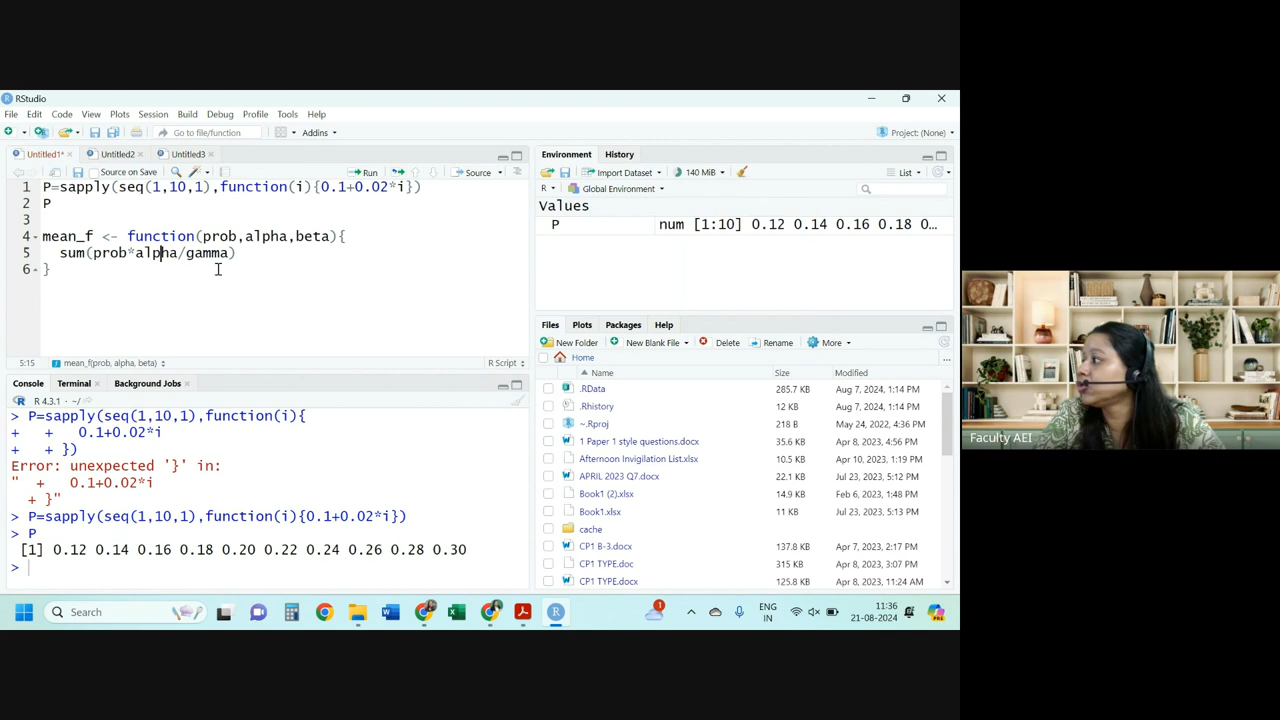 RStudio
File Edit Code View Plots Session Build Debug Profile Tools Help
Go to file/function Addins Project: (None)
Untitled1* Untitled2 Untitled3
Source on Save Run Source
1 P=sapply(seq(1,10,1),function(i){0.1+0.02*i})
2 P
3
4 mean_f <- function(prob,alpha,beta){
5 sum(prob*alpha/gamma)
6 }
5:15 mean_f(prob, alpha, beta) R Script
Console Terminal Background Jobs
R 4.3.1 · ~/
> P=sapply(seq(1,10,1),function(i){
+ + 0.1+0.02*i
+ + })
Error: unexpected '}' in:
" + 0.1+0.02*i
+ }"
> P=sapply(seq(1,10,1),function(i){0.1+0.02*i})
> P
[1] 0.12 0.14 0.16 0.18 0.20 0.22 0.24 0.26 0.28 0.30
>
Environment History
Import Dataset 140 MiB List
R Global Environment
Values
P num [1:10] 0.12 0.14 0.16 0.18 0…
Files Plots Packages Help
New Folder New Blank File Delete Rename More
Home
Name Size Modified
.RData 285.7 KB Aug 7, 2024, 1:14 PM
.Rhistory 12 KB Aug 7, 2024, 1:14 PM
~.Rproj 218 B May 24, 2022, 4:36 PM
1 Paper 1 style questions.docx 35.6 KB Apr 8, 2023, 4:56 PM
Afternoon Invigilation List.xlsx 10.5 KB Apr 10, 2023, 1:19 PM
APRIL 2023 Q7.docx 22.1 KB Jul 23, 2023, 5:12 PM
Book1 (2).xlsx 14.9 KB Feb 6, 2023, 1:48 PM
Book1.xlsx 11 KB Jul 23, 2023, 5:13 PM
cache
CP1 B-3.docx 137.8 KB Apr 7, 2023, 2:17 PM
CP1 TYPE.doc 315 KB Apr 8, 2023, 3:07 PM
CP1 TYPE.docx 125.8 KB Apr 8, 2023, 11:24 AM
Faculty AEI
Search
1
ENG
IN
11:36
21-08-2024